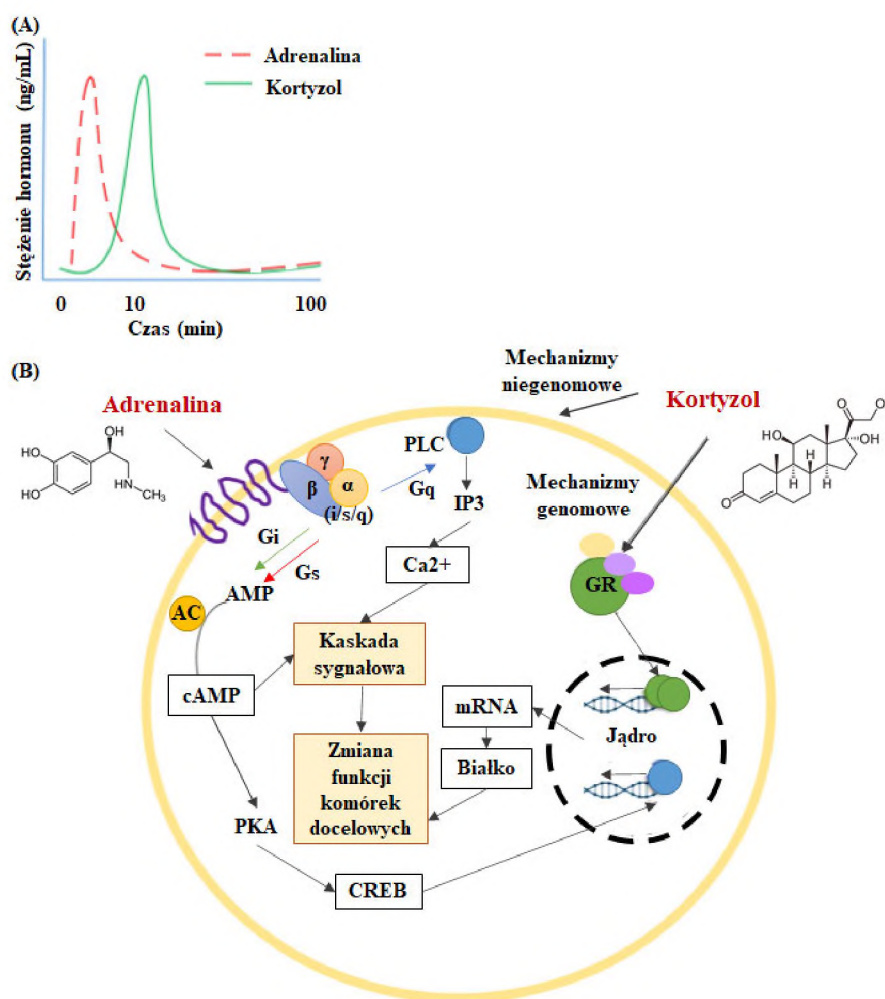 (A)
Stężenie hormonu (ng/mL)
Adrenalina
Kortyzol
0
10
100
Czas (min)
(B)
Mechanizmy
niegenomowe
Adrenalina
Kortyzol
OH
HO
HO
HN
CH₃
γ
β
α
(i/s/q)
PLC
Gq
IP3
Gi
Gs
Ca2+
Mechanizmy
genomowe
GR
HO
O
O
OH
H
H
H
O
AC
AMP
cAMP
Kaskada
sygnałowa
mRNA
Jądro
Białko
Zmiana
funkcji
komórek
docelowych
PKA
CREB